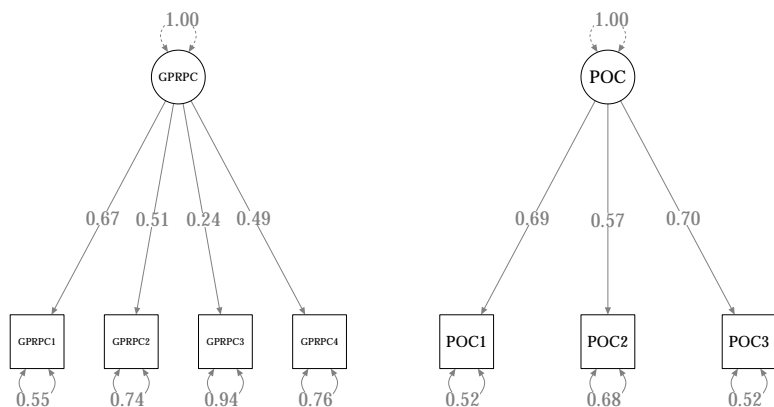 1.00 1.00
GPRPC POC
0.67 0.51 0.24 0.49 0.69 0.57 0.70
GPRPC1 GPRPC2 GPRPC3 GPRPC4 POC1 POC2 POC3
0.55 0.74 0.94 0.76 0.52 0.68 0.52